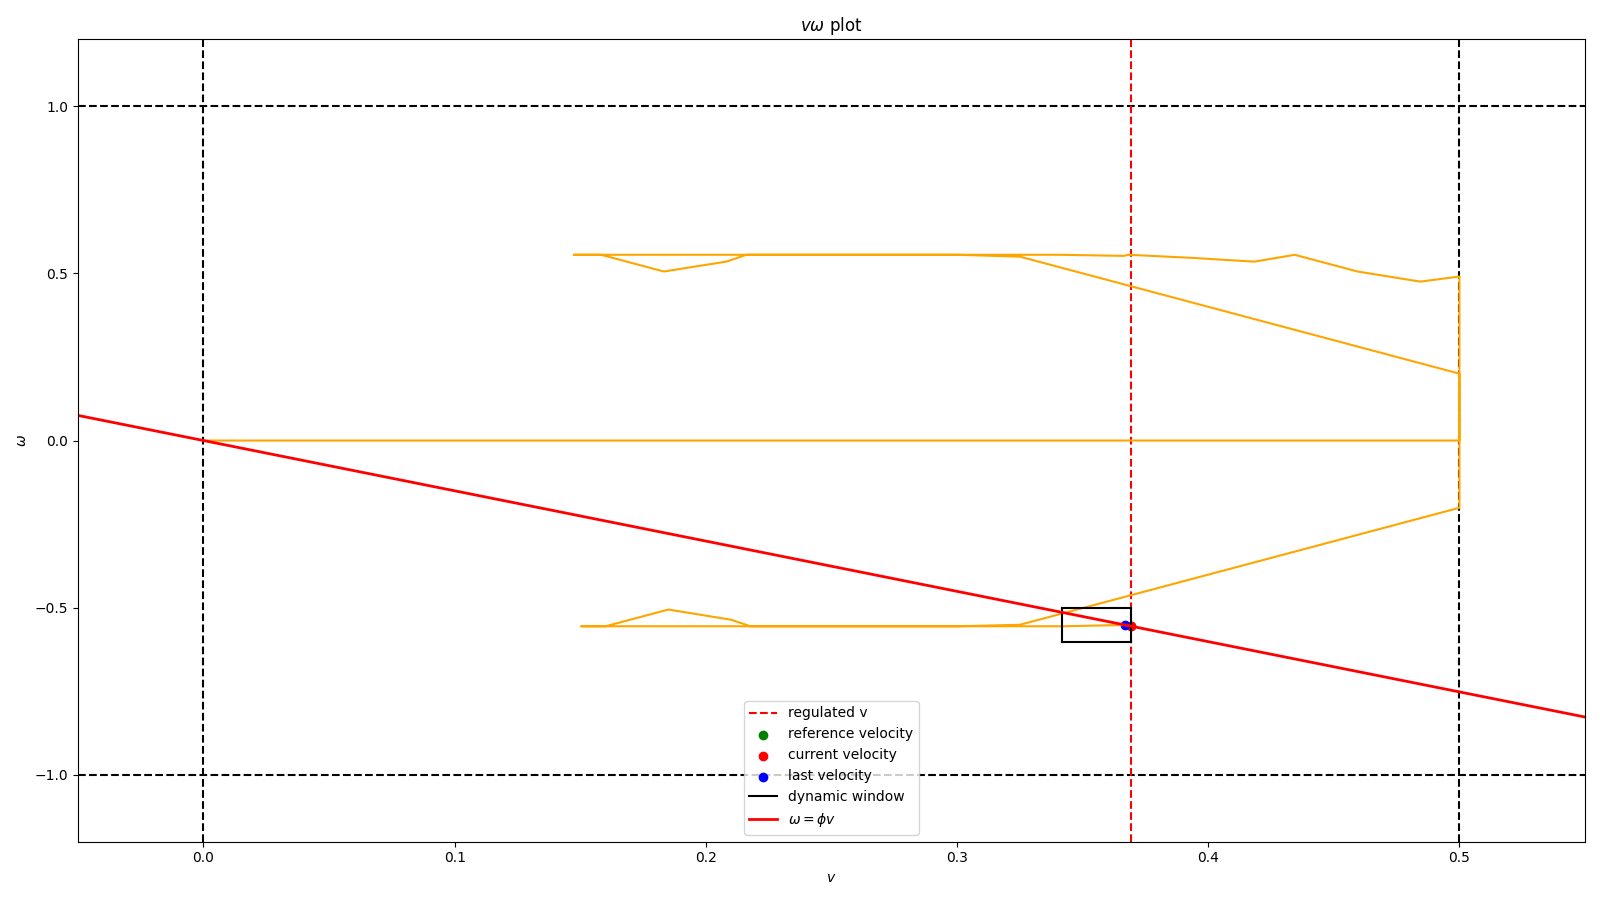 vω plot
ω
1.0
0.5
0.0
−0.5
−1.0
regulated v
reference velocity
current velocity
last velocity
dynamic window
ω = ϕv
0.0 0.1 0.2 0.3 0.4 0.5
v